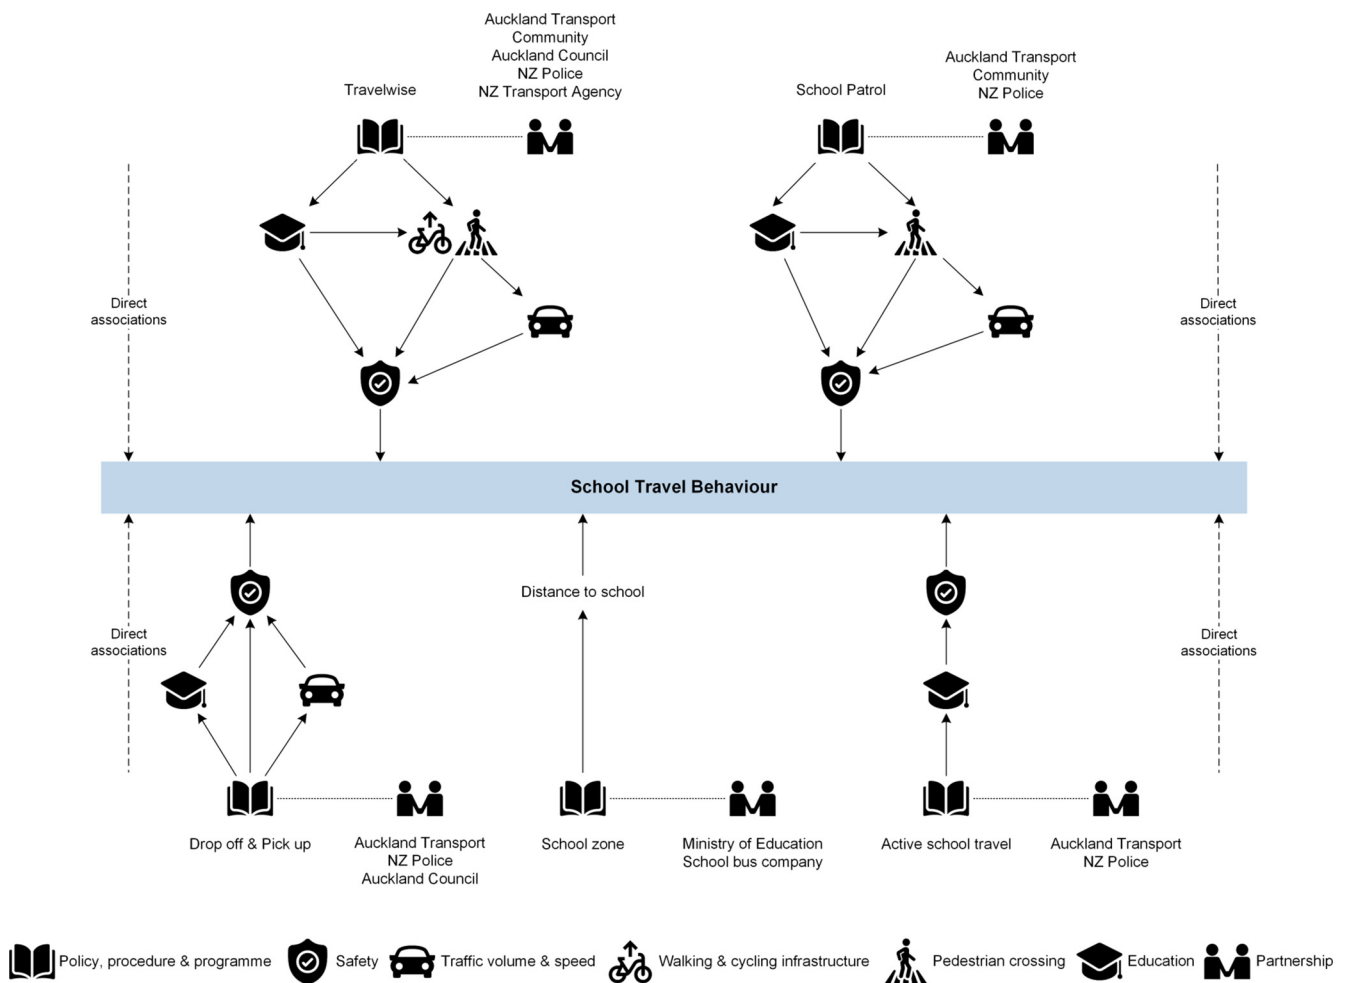 Auckland Transport
Community
Auckland Council
NZ Police
NZ Transport Agency
Travelwise
Auckland Transport
Community
NZ Police
School Patrol
Direct
associations
Direct
associations
School Travel Behaviour
Distance to school
Direct
associations
Direct
associations
Drop off & Pick up
Auckland Transport
NZ Police
Auckland Council
School zone
Ministry of Education
School bus company
Active school travel
Auckland Transport
NZ Police
Policy, procedure & programme
Safety
Traffic volume & speed
Walking & cycling infrastructure
Pedestrian crossing
Education
Partnership